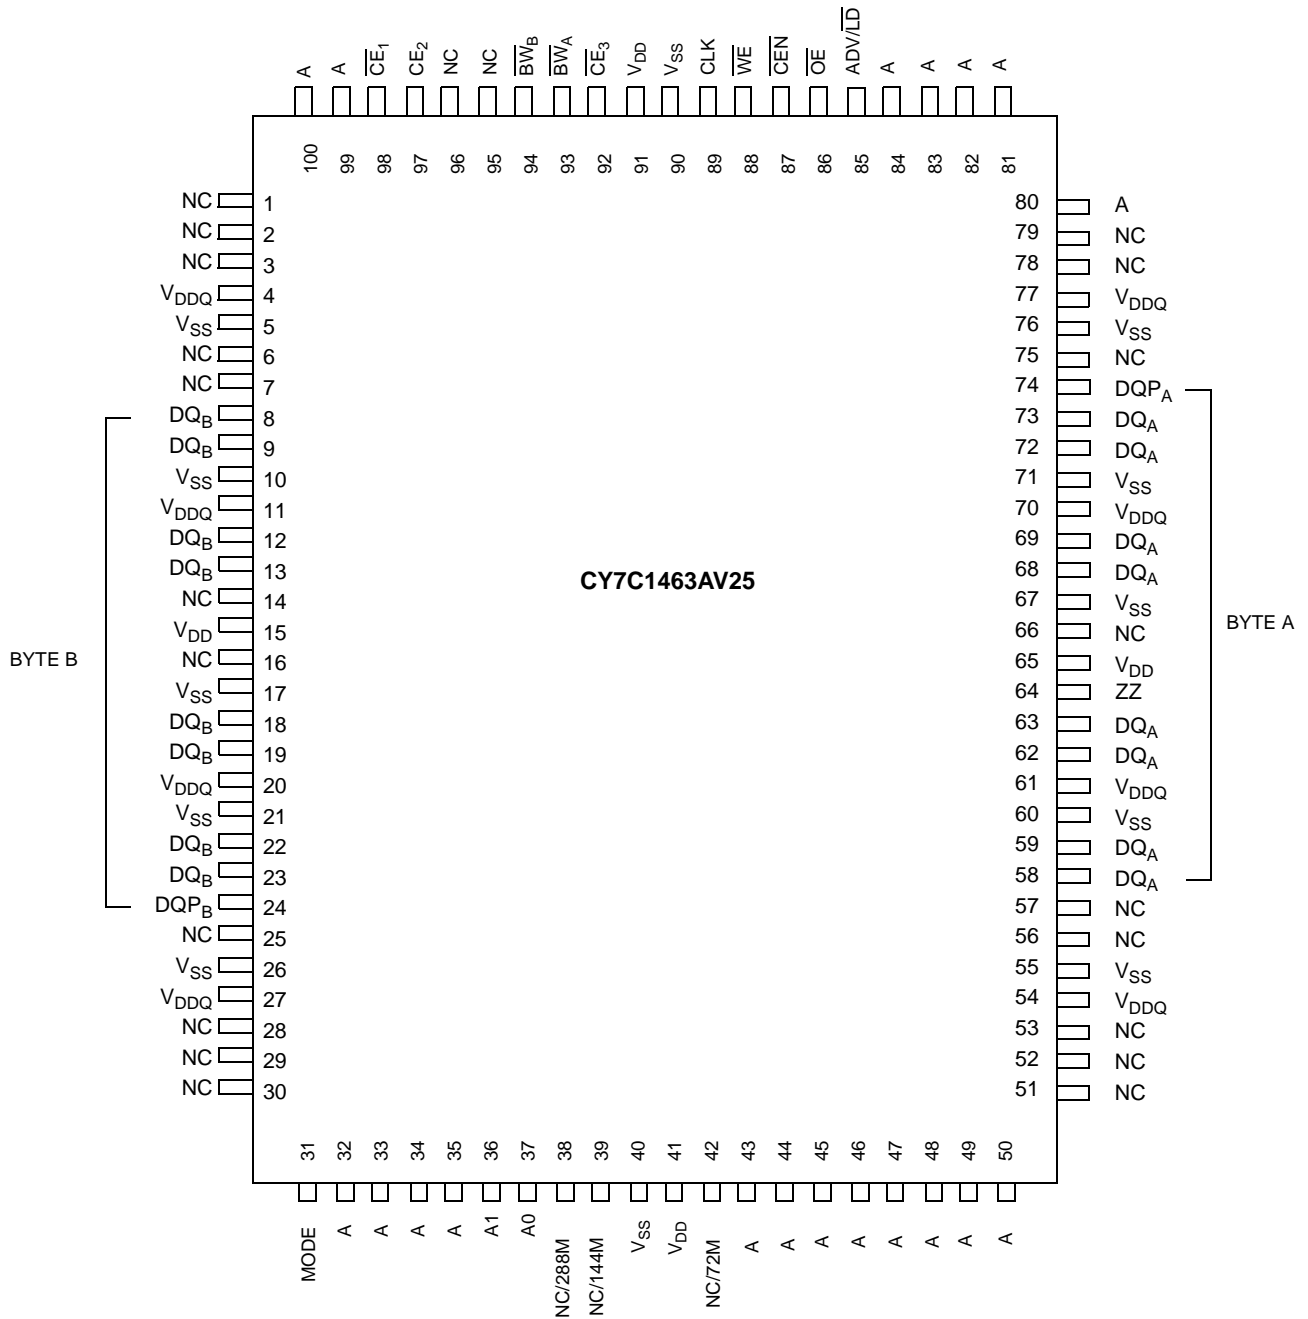 A A CE1 CE2 NC NC BWB BWA CE3 VDD VSS CLK WE CEN OE ADV/LD A A A A
100 99 98 97 96 95 94 93 92 91 90 89 88 87 86 85 84 83 82 81
NC 1 80 A
NC 2 79 NC
NC 3 78 NC
VDDQ 4 77 VDDQ
VSS 5 76 VSS
NC 6 75 NC
NC 7 74 DQPA
DQB 8 73 DQA
DQB 9 72 DQA
VSS 10 71 VSS
VDDQ 11 70 VDDQ
DQB 12 69 DQA
DQB 13 68 DQA
CY7C1463AV25
NC 14 67 VSS
VDD 15 66 NC
BYTE A
NC 16 65 VDD
BYTE B
VSS 17 64 ZZ
DQB 18 63 DQA
DQB 19 62 DQA
VDDQ 20 61 VDDQ
VSS 21 60 VSS
DQB 22 59 DQA
DQB 23 58 DQA
DQPB 24 57 NC
NC 25 56 NC
VSS 26 55 VSS
VDDQ 27 54 VDDQ
NC 28 53 NC
NC 29 52 NC
NC 30 51 NC
31 32 33 34 35 36 37 38 39 40 41 42 43 44 45 46 47 48 49 50
MODE A A A A A1 A0 NC/288M NC/144M VSS VDD NC/72M A A A A A A A A